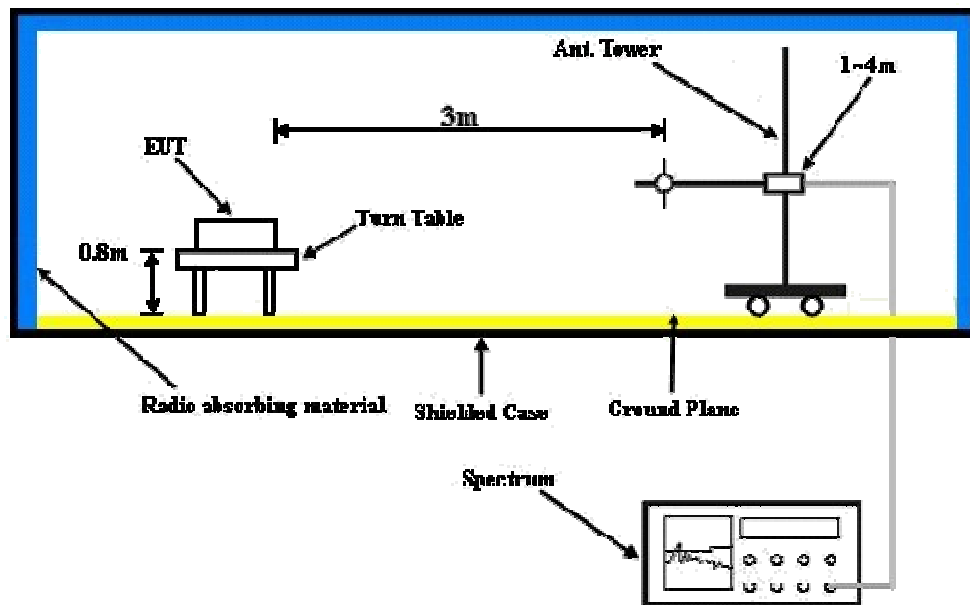 Ant. Tower
1~4m
3m
EUT
Turn Table
0.8m
Radio absorbing material
Shielded Case
Ground Plane
Spectrum